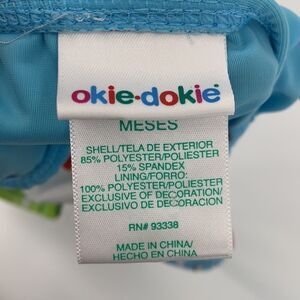 okie-dokie®
MESES
SHELL/TELA DE EXTERIOR
85% POLYESTER/POLIESTER
15% SPANDEX
LINING/FORRO:
100% POLYESTER/POLIESTER
EXCLUSIVE OF DECORATION/
EXCLUSIVO DE DECORACION
RN# 93338
MADE IN CHINA/
HECHO EN CHINA